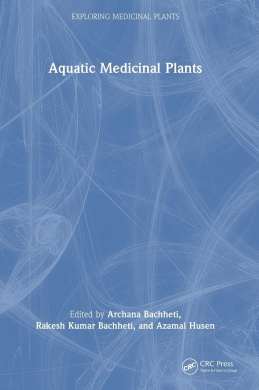 EXPLORING MEDICINAL PLANTS
Aquatic Medicinal Plants
Edited by Archana Bachheti,
Rakesh Kumar Bachheti, and Azamal Husen
CRC Press
Taylor & Francis Group